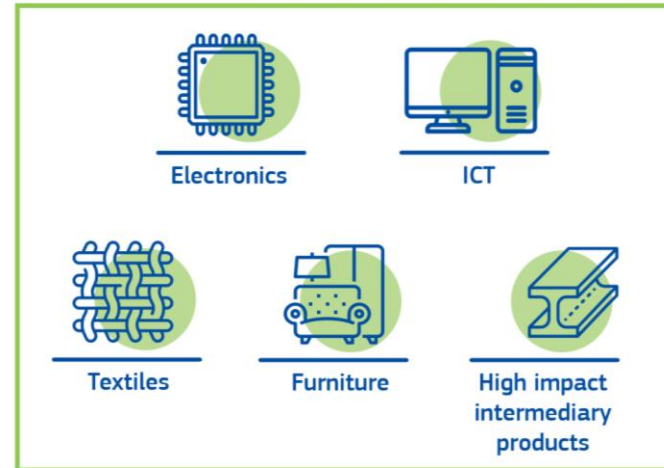 Electronics
ICT
Textiles
Furniture
High impact
intermediary
products